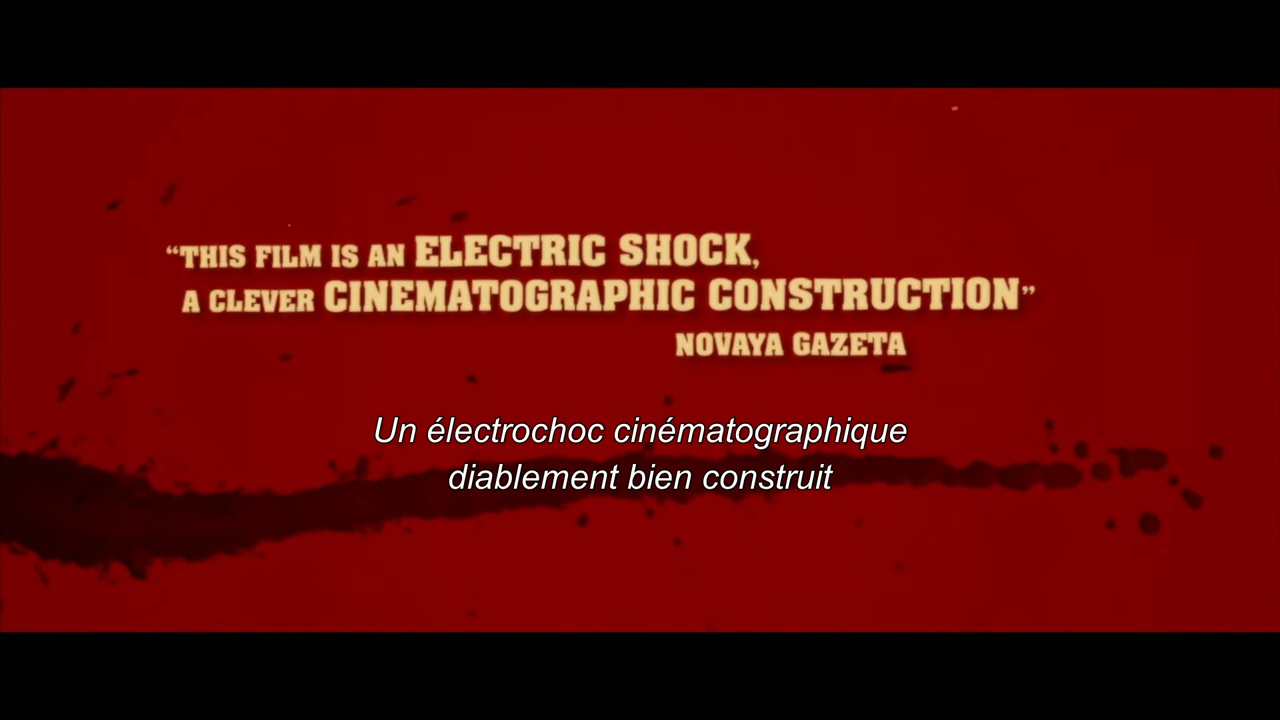 “THIS FILM IS AN ELECTRIC SHOCK,
A CLEVER CINEMATOGRAPHIC CONSTRUCTION”
NOVAYA GAZETA
Un électrochoc cinématographique
diablement bien construit